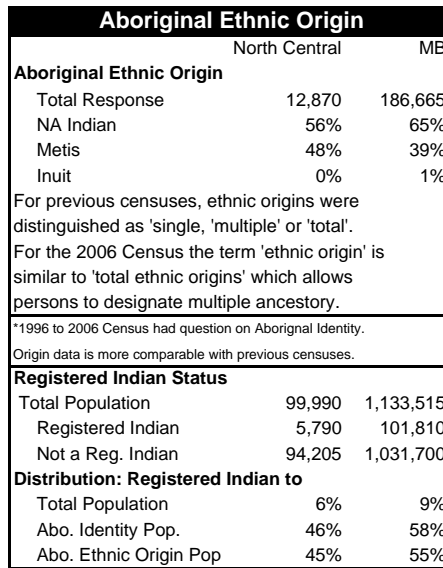 Aboriginal Ethnic Origin
North Central MB
Aboriginal Ethnic Origin
Total Response 12,870 186,665
NA Indian 56% 65%
Metis 48% 39%
Inuit 0% 1%
For previous censuses, ethnic origins were
distinguished as 'single, 'multiple' or 'total'.
For the 2006 Census the term 'ethnic origin' is
similar to 'total ethnic origins' which allows
persons to designate multiple ancestory.
*1996 to 2006 Census had question on Aborignal Identity.
Origin data is more comparable with previous censuses.
Registered Indian Status
Total Population 99,990 1,133,515
Registered Indian 5,790 101,810
Not a Reg. Indian 94,205 1,031,700
Distribution: Registered Indian to
Total Population 6% 9%
Abo. Identity Pop. 46% 58%
Abo. Ethnic Origin Pop 45% 55%